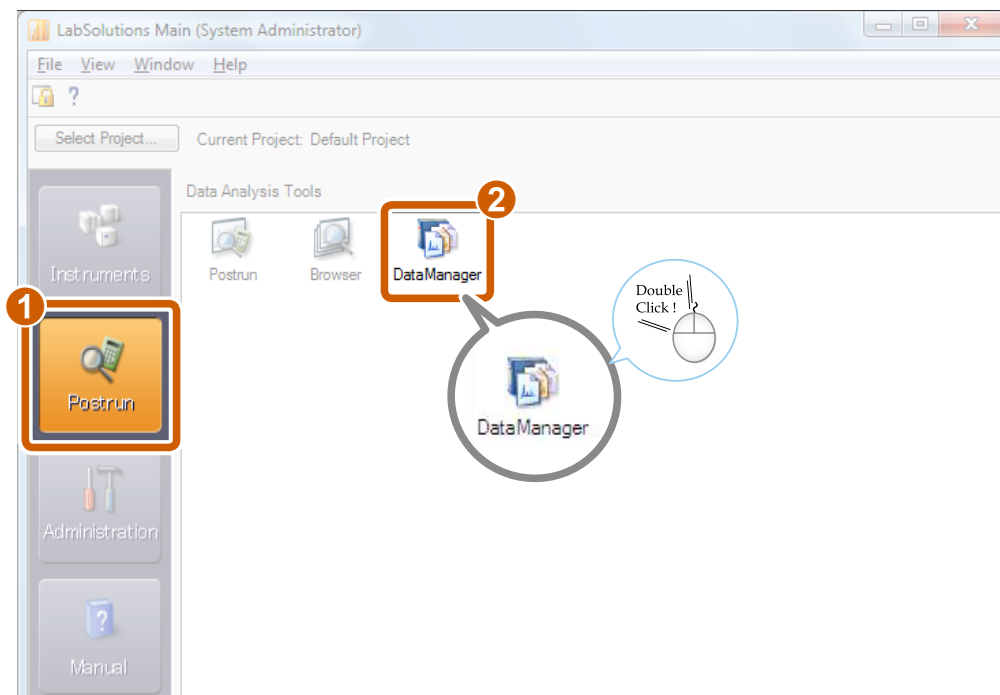 LabSolutions Main (System Administrator)
File View Window Help
?
Select Project... Current Project: Default Project
Data Analysis Tools
2
Instruments
Postrun Browser DataManager
1
Double
Click !
Postrun
DataManager
Administration
?
Manual